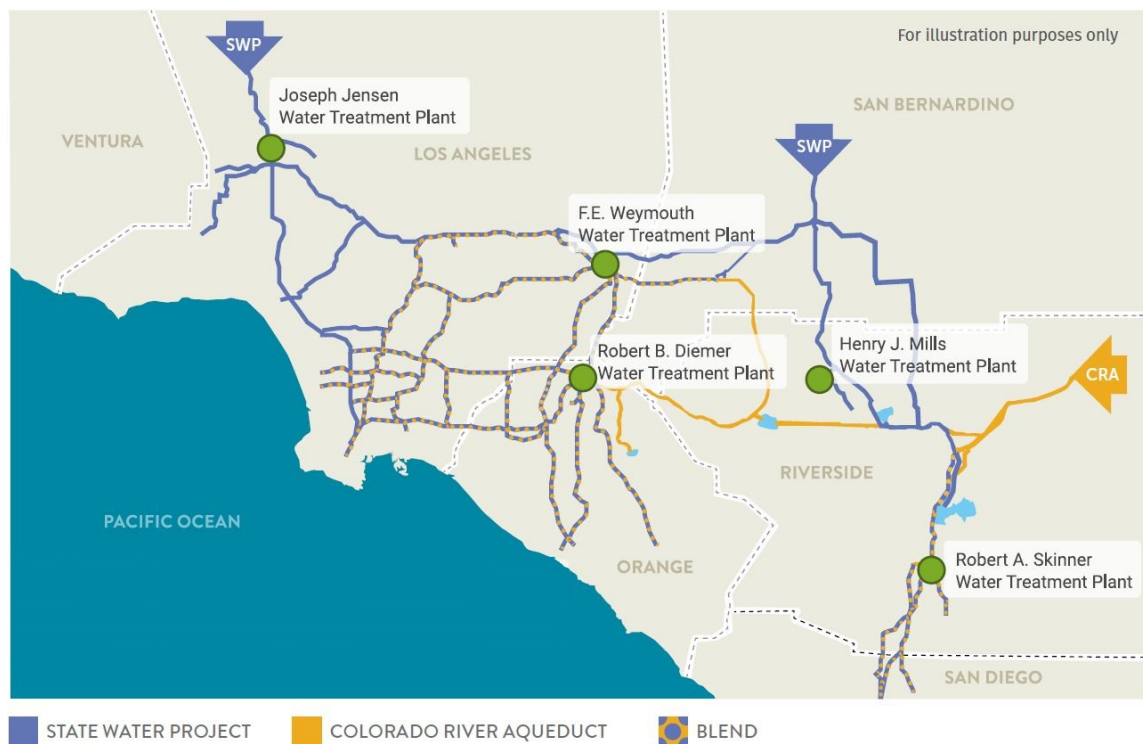 For illustration purposes only
SWP
Joseph Jensen
Water Treatment Plant
SAN BERNARDINO
VENTURA
LOS ANGELES
SWP
F.E. Weymouth
Water Treatment Plant
Henry J. Mills
Water Treatment Plant
Robert B. Diemer
Water Treatment Plant
CRA
RIVERSIDE
PACIFIC OCEAN
ORANGE
Robert A. Skinner
Water Treatment Plant
SAN DIEGO
STATE WATER PROJECT
COLORADO RIVER AQUEDUCT
BLEND